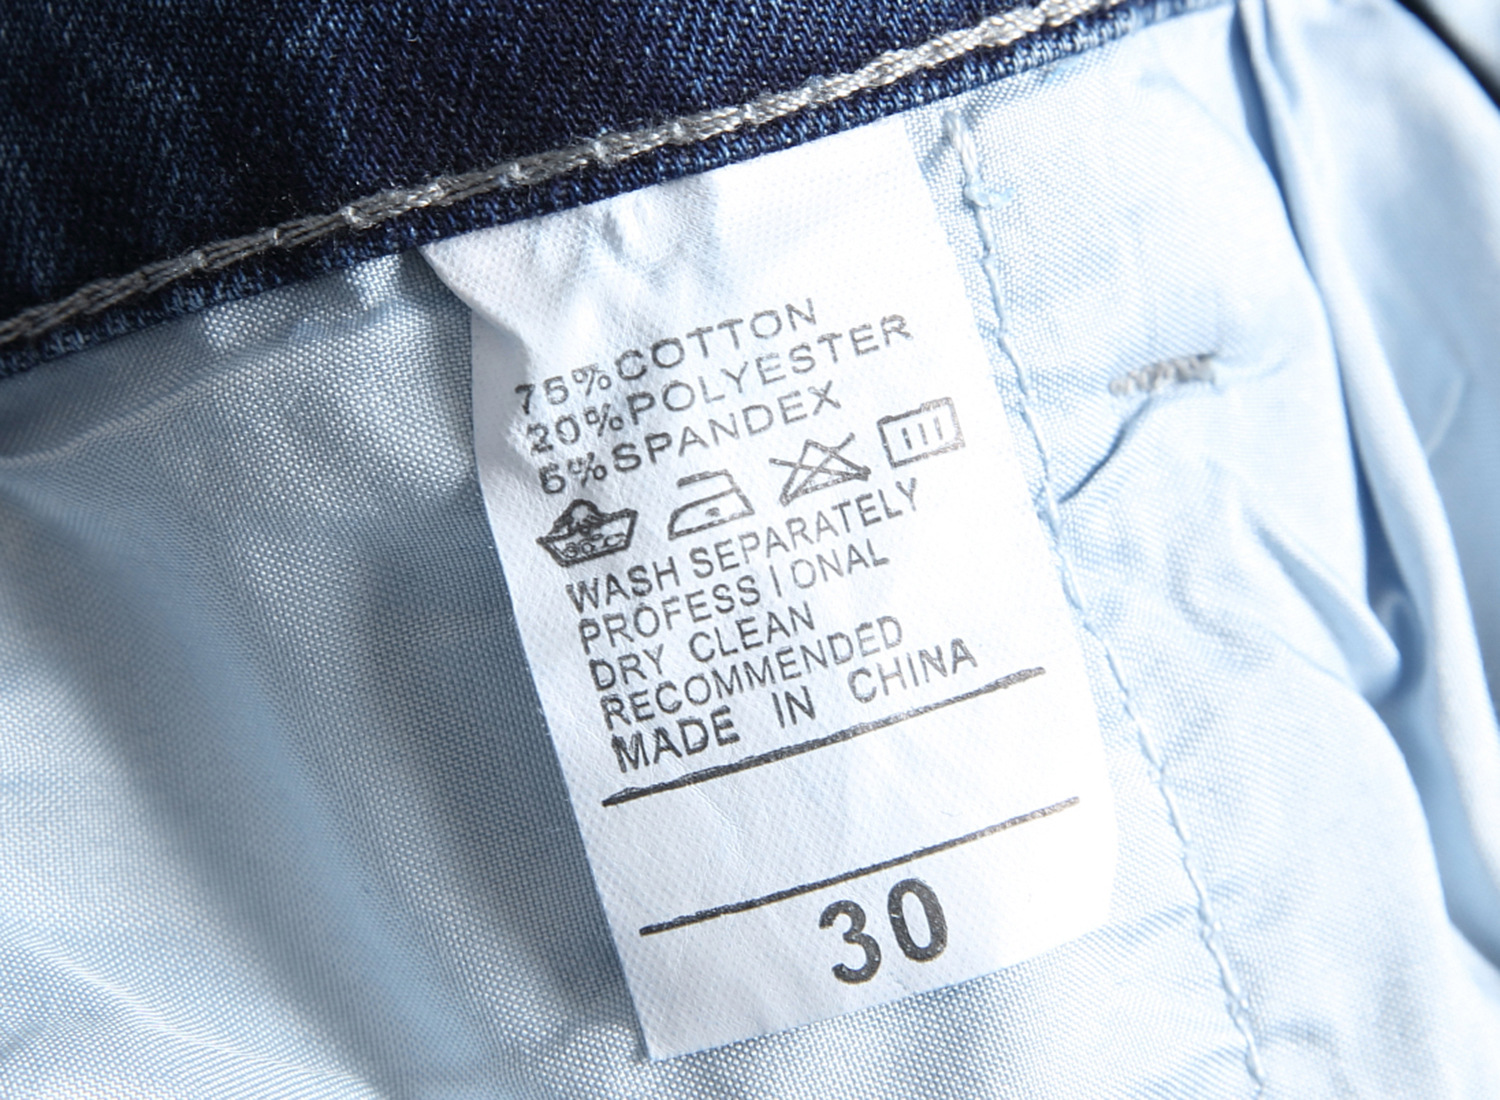 75%COTTON
20%POLYESTER
5%SPANDEX
WASH SEPARATELY
PROFESSIONAL
DRY CLEAN
RECOMMENDED
MADE IN CHINA
30